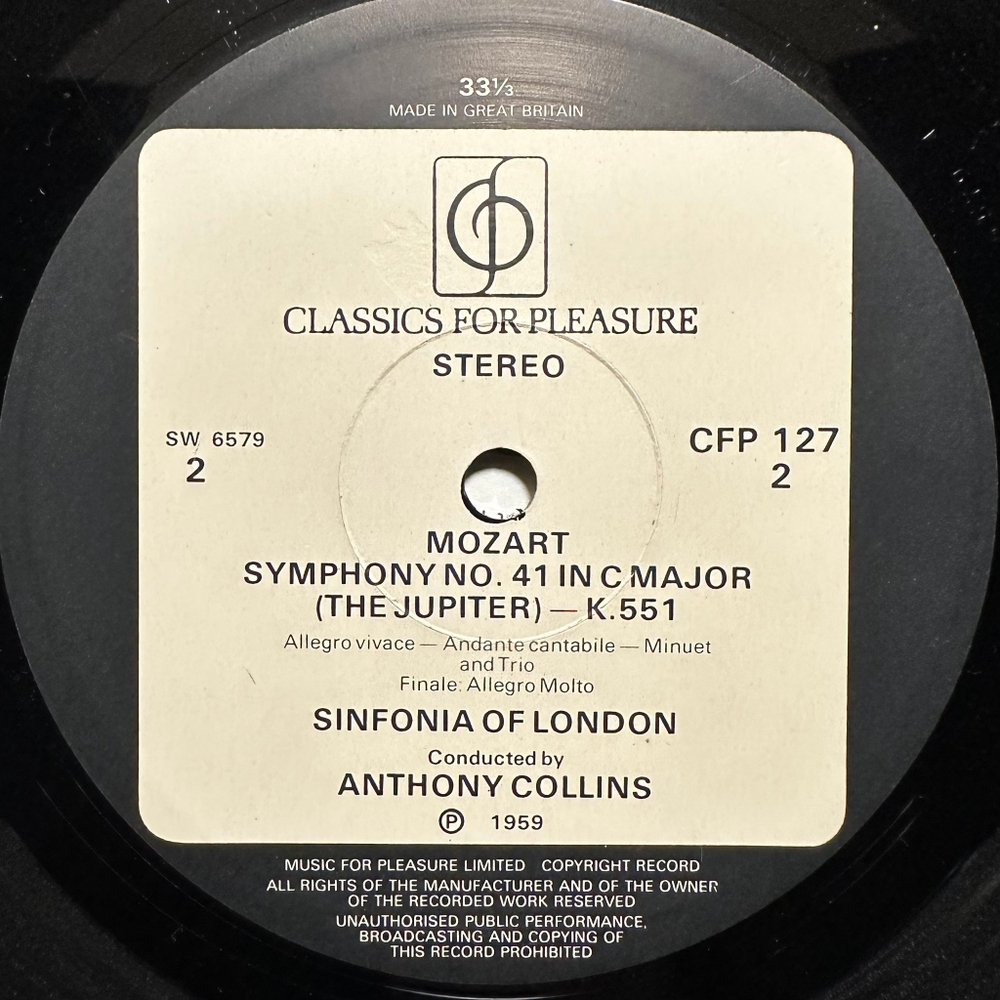 33⅓
MADE IN GREAT BRITAIN
CLASSICS FOR PLEASURE
STEREO
SW 6579
2
CFP 127
2
MOZART
SYMPHONY NO. 41 IN C MAJOR
(THE JUPITER) — K.551
Allegro vivace — Andante cantabile — Minuet
and Trio
Finale: Allegro Molto
SINFONIA OF LONDON
Conducted by
ANTHONY COLLINS
Ⓟ 1959
MUSIC FOR PLEASURE LIMITED COPYRIGHT RECORD
ALL RIGHTS OF THE MANUFACTURER AND OF THE OWNER
OF THE RECORDED WORK RESERVED
UNAUTHORISED PUBLIC PERFORMANCE,
BROADCASTING AND COPYING OF
THIS RECORD PROHIBITED